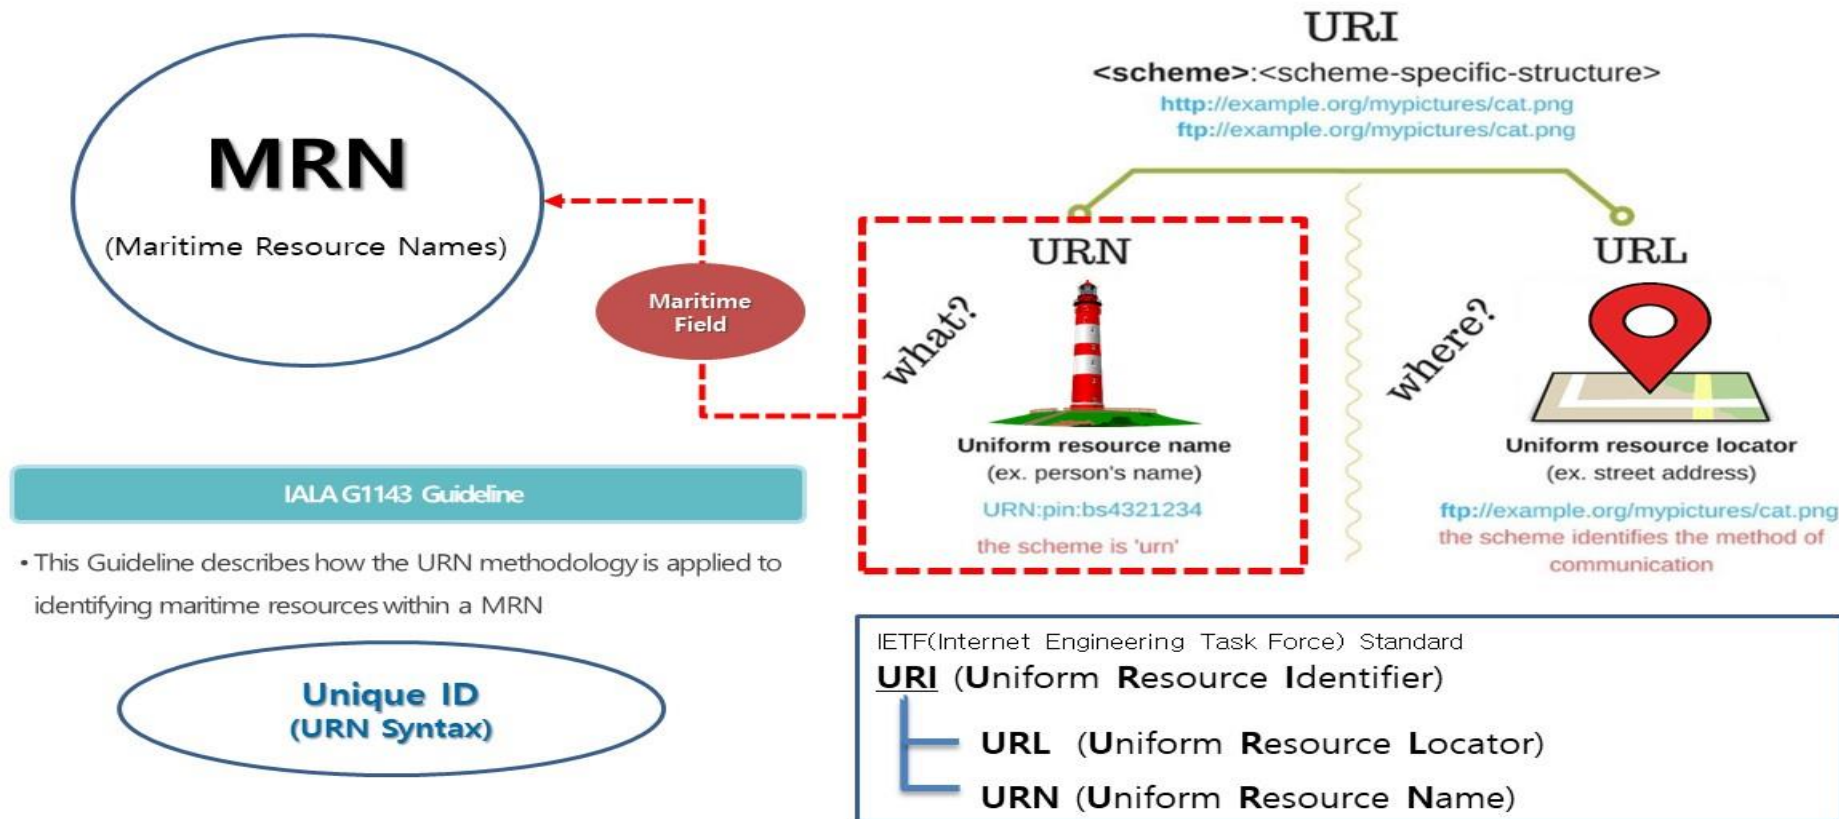 MRN
(Maritime Resource Names)
Maritime
Field
IALA G1143 Guideline
• This Guideline describes how the URN methodology is applied to
identifying maritime resources within a MRN
Unique ID
(URN Syntax)
URI
<scheme>:<scheme-specific-structure>
http://example.org/mypictures/cat.png
ftp://example.org/mypictures/cat.png
URN
what?
Uniform resource name
(ex. person's name)
URN:pin:bs4321234
the scheme is 'urn'
URL
where?
Uniform resource locator
(ex. street address)
ftp://example.org/mypictures/cat.png
the scheme identifies the method of
communication
IETF(Internet Engineering Task Force) Standard
URI (Uniform Resource Identifier)
URL (Uniform Resource Locator)
URN (Uniform Resource Name)